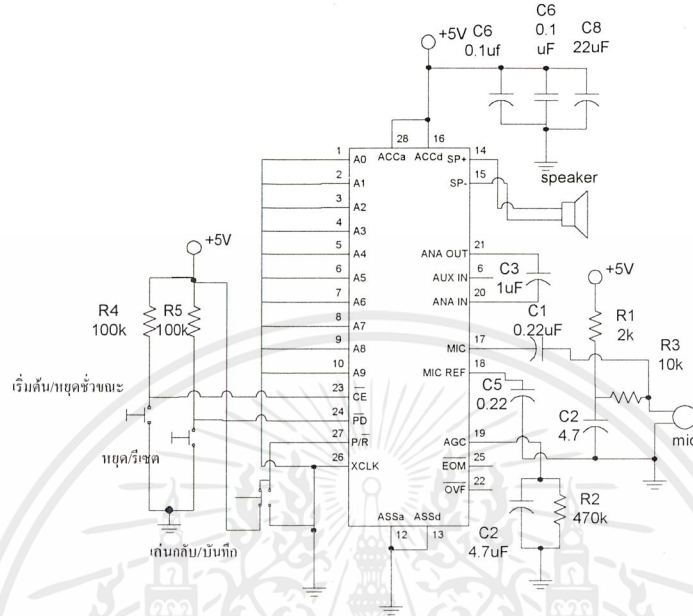 +5V
C6
0.1uf
C6
0.1
uF
C8
22uF
28
16
ACCa
ACCd
1
A0
2
A1
3
A2
4
A3
5
A4
6
A5
7
A6
8
A7
9
A8
10
A9
23
CE
24
PD
27
P/R
26
XCLK
14
SP+
15
SP-
speaker
21
ANA OUT
6
AUX IN
20
ANA IN
C3
1uF
17
MIC
18
MIC REF
C1
0.22uF
C5
0.22
19
AGC
25
EOM
22
OVF
ASSa
ASSd
12
13
C2
4.7uF
R2
470k
+5V
R1
2k
R3
10k
C2
4.7
mic
+5V
R4
100k
R5
100k
เริ่มต้น/หยุดชั่วขณะ
หยุด/รีเซต
เล่นกลับ/บันทึก